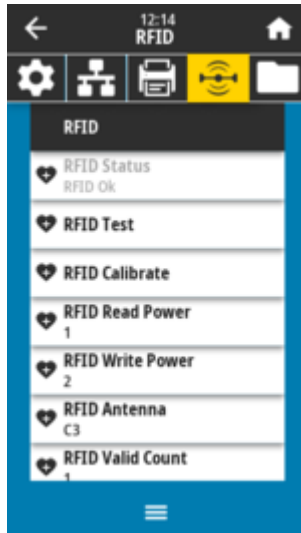 12:14
RFID
RFID
RFID Status
RFID Ok
RFID Test
RFID Calibrate
RFID Read Power
1
RFID Write Power
2
RFID Antenna
C3
RFID Valid Count
1